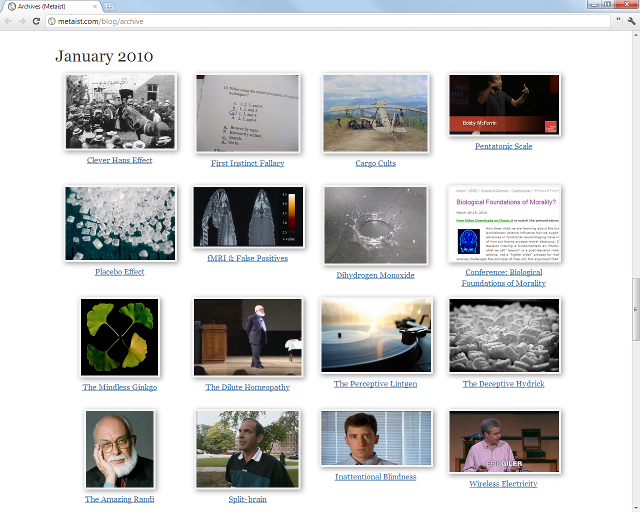 Archives (Metaist)
metaist.com/blog/archive
January 2010
Clever Hans Effect
First Instinct Fallacy
Cargo Cults
Bobby McFerrin
Pentatonic Scale
Placebo Effect
fMRI & False Positives
Dihydrogen Monoxide
Biological Foundations of Morality?
Conference: Biological
Foundations of Morality
The Mindless Ginkgo
The Dilute Homeopathy
The Perceptive Lintgen
The Deceptive Hydrick
The Amazing Randi
Split-brain
Inattentional Blindness
ERIC GILER
Wireless Electricity